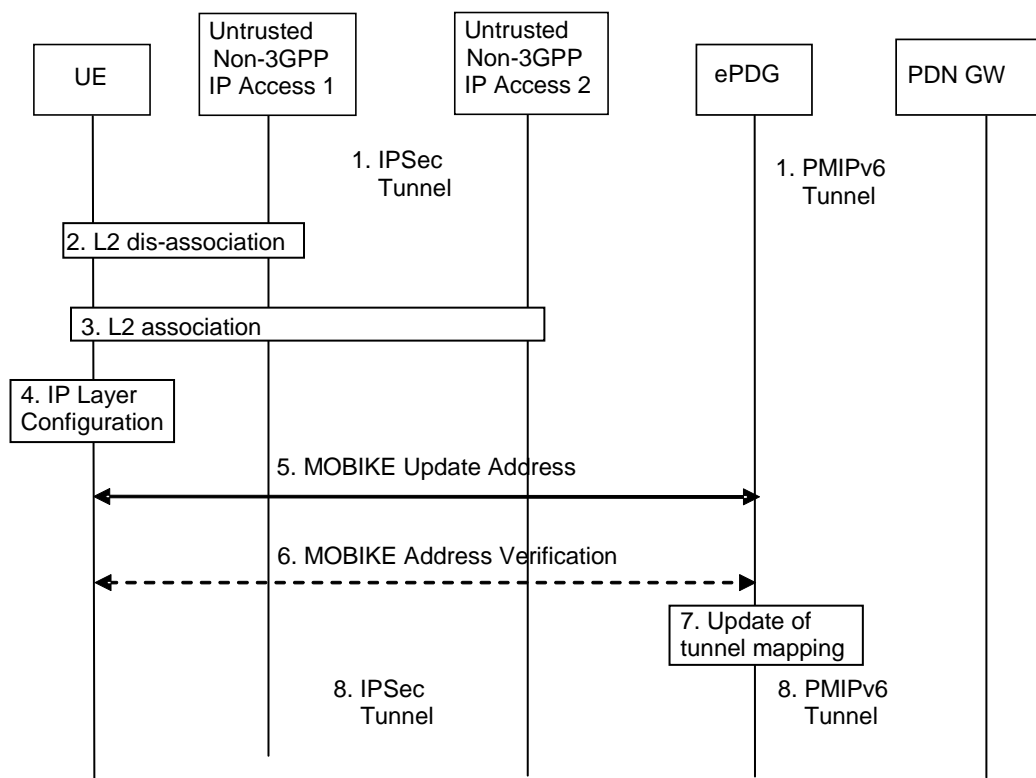 UE
Untrusted
Non-3GPP
IP Access 1
Untrusted
Non-3GPP
IP Access 2
ePDG
PDN GW
1. IPSec
Tunnel
1. PMIPv6
Tunnel
2. L2 dis-association
3. L2 association
4. IP Layer
Configuration
5. MOBIKE Update Address
6. MOBIKE Address Verification
7. Update of
tunnel mapping
8. IPSec
Tunnel
8. PMIPv6
Tunnel